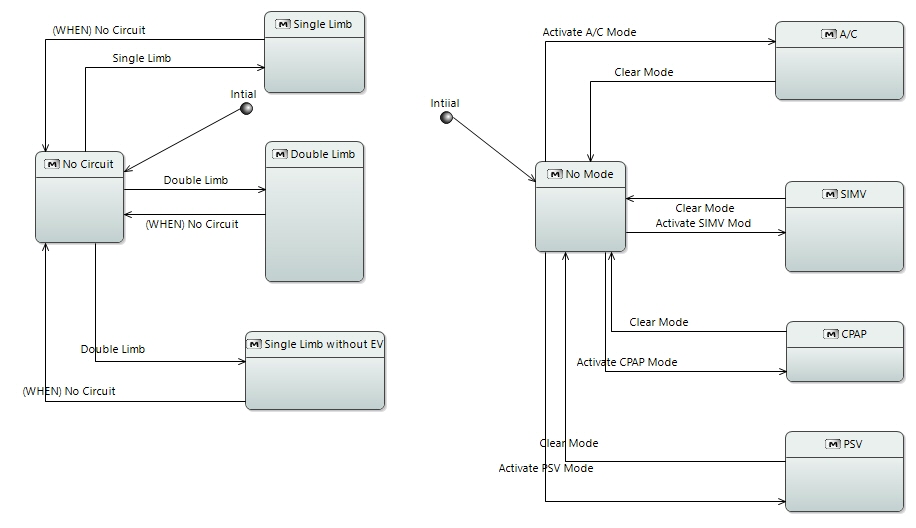 Single Limb
(WHEN) No Circuit
Single Limb
Intial
No Circuit
Double Limb
Double Limb
(WHEN) No Circuit
Double Limb
Single Limb without EV
(WHEN) No Circuit
A/C
Activate A/C Mode
Clear Mode
Intiial
No Mode
SIMV
Clear Mode
Activate SIMV Mod
Clear Mode
CPAP
Activate CPAP Mode
Clear Mode
PSV
Activate PSV Mode